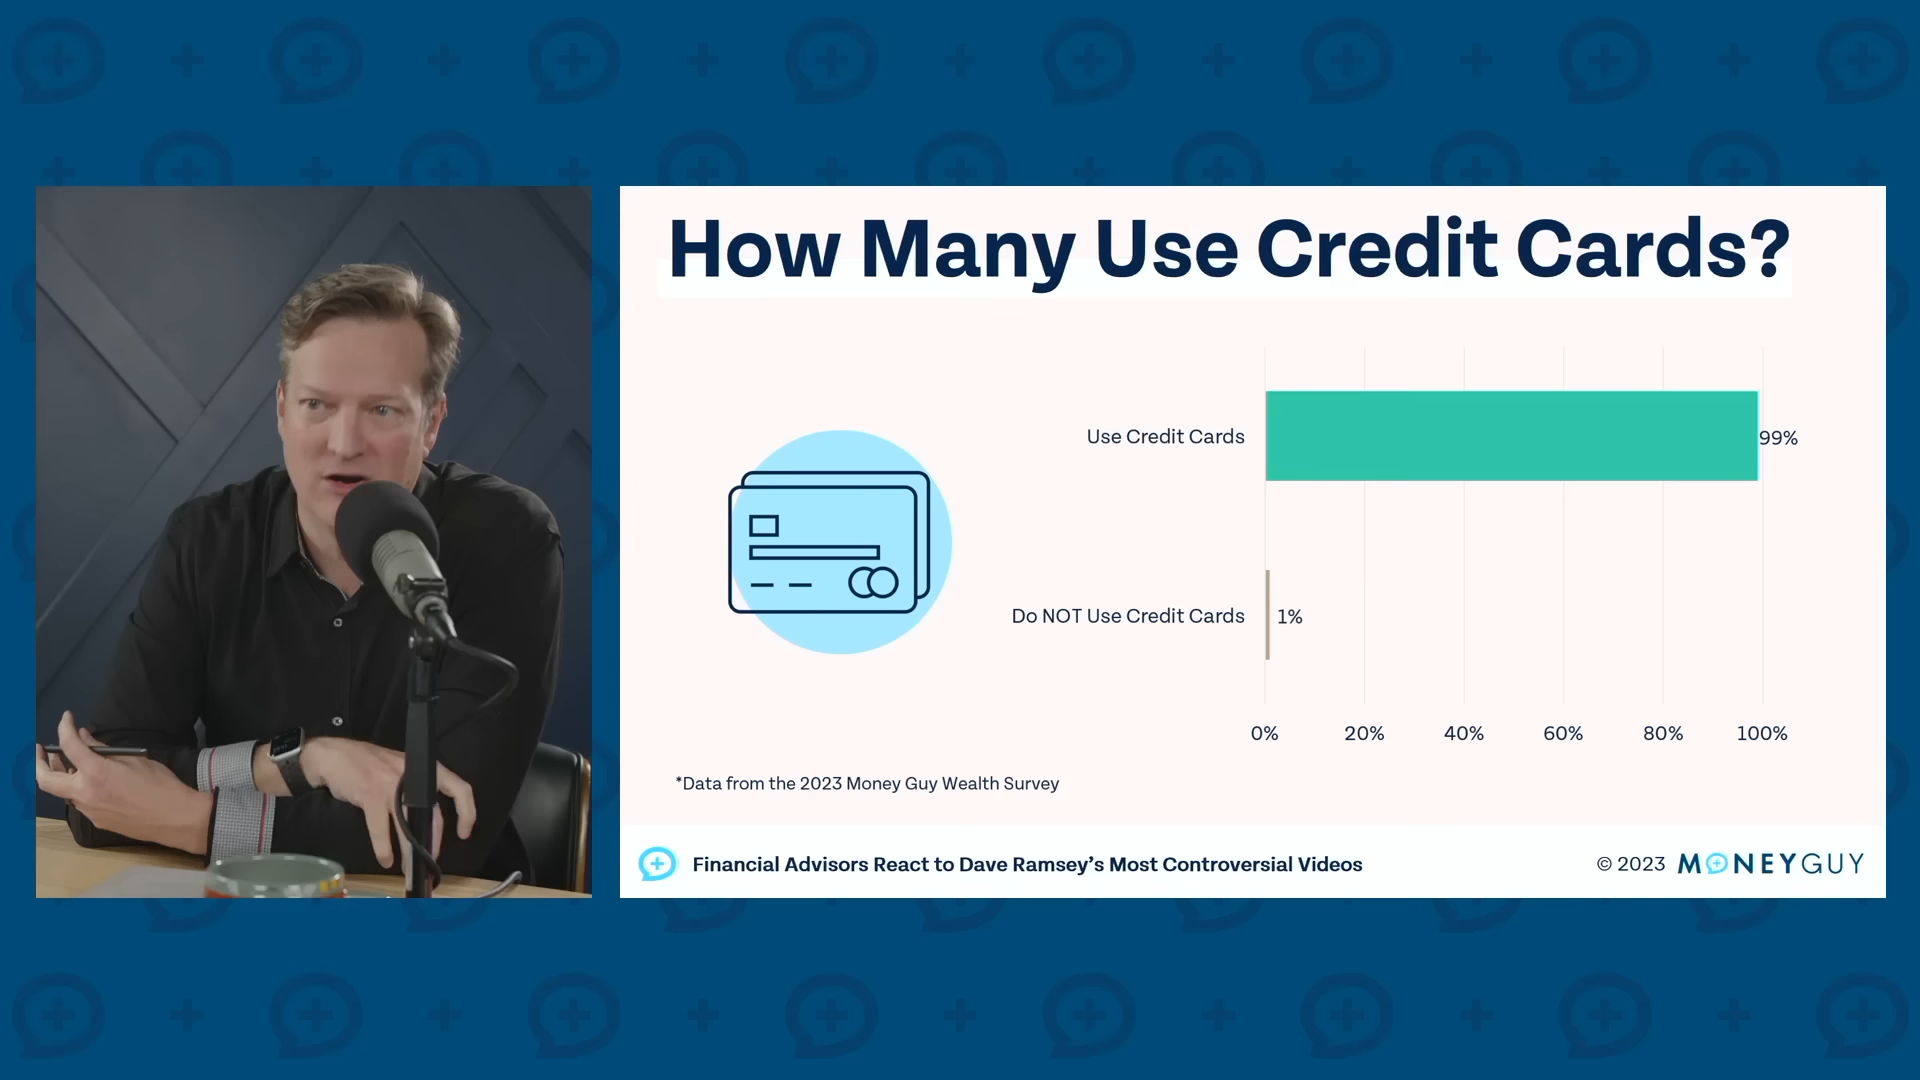 How Many Use Credit Cards?
Use Credit Cards
99%
Do NOT Use Credit Cards
1%
0% 20% 40% 60% 80% 100%
*Data from the 2023 Money Guy Wealth Survey
Financial Advisors React to Dave Ramsey’s Most Controversial Videos
© 2023 MONEYGUY